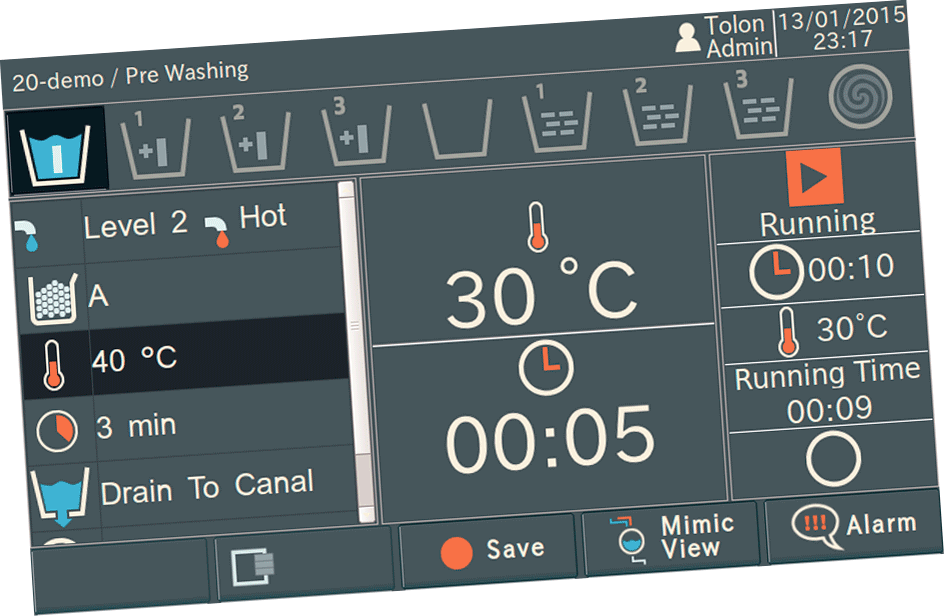 Tolon
Admin
13/01/2015
23:17
20-demo / Pre Washing
1
2
3
1
2
3
Level 2 Hot
A
40 °C
3 min
Drain To Canal
30 °C
00:05
Running
00:10
30°C
Running Time
00:09
Save
Mimic
View
!!! Alarm